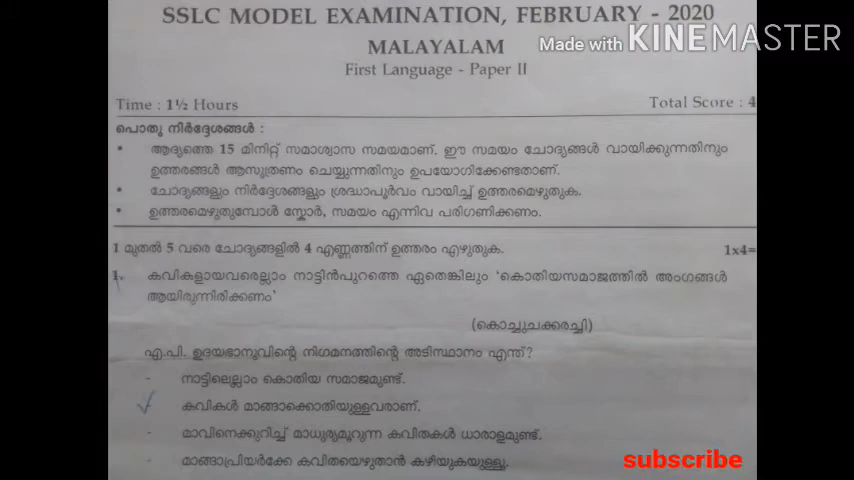 SSLC MODEL EXAMINATION, FEBRUARY - 2020
MALAYALAM
Made with KINEMASTER
First Language - Paper II
Time : 1½ Hours
Total Score : 4
പൊതു നിർദ്ദേശങ്ങൾ :
• ആദ്യത്തെ 15 മിനിറ്റ് സമാശ്വാസ സമയമാണ്. ഈ സമയം ചോദ്യങ്ങൾ വായിക്കുന്നതിനും
ഉത്തരങ്ങൾ ആസൂത്രണം ചെയ്യുന്നതിനും ഉപയോഗിക്കേണ്ടതാണ്.
• ചോദ്യങ്ങളും നിർദ്ദേശങ്ങളും ശ്രദ്ധാപൂർവം വായിച്ച് ഉത്തരമെഴുതുക.
• ഉത്തരമെഴുതുമ്പോൾ സ്കോർ, സമയം എന്നിവ പരിഗണിക്കണം.
1 മുതൽ 5 വരെ ചോദ്യങ്ങളിൽ 4 എണ്ണത്തിന് ഉത്തരം എഴുതുക.
1x4=
1. കവികളായവരെല്ലാം നാട്ടിൻപുറത്തെ ഏതെങ്കിലും 'കൊതിയസമാജത്തിൽ അംഗങ്ങൾ
ആയിരുന്നിരിക്കണം'
(കൊച്ചുചക്കരച്ചി)
എ.പി. ഉദയഭാനുവിന്റെ നിഗമനത്തിന്റെ അടിസ്ഥാനം എന്ത്?
- നാട്ടിലെല്ലാം കൊതിയ സമാജമുണ്ട്.
കവികൾ മാങ്ങാക്കൊതിയുള്ളവരാണ്.
- മാവിനെക്കുറിച്ച് മാധുര്യമൂറുന്ന കവിതകൾ ധാരാളമുണ്ട്.
- മാങ്ങാപ്രിയർക്കേ കവിതയെഴുതാൻ കഴിയുകയുള്ളൂ.
subscribe